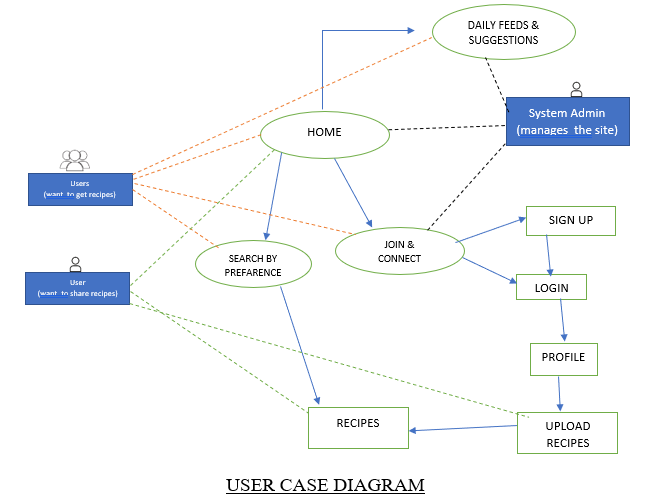 DAILY FEEDS &
SUGGESTIONS
System Admin
(manages the site)
HOME
Users
(want to get recipes)
SIGN UP
JOIN &
CONNECT
SEARCH BY
PREFARENCE
User
(want to share recipes)
LOGIN
PROFILE
RECIPES
UPLOAD
RECIPES
USER CASE DIAGRAM